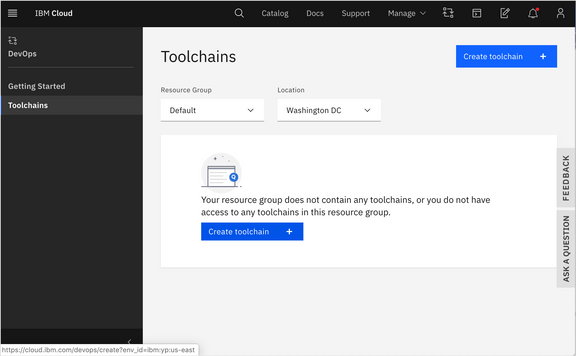 IBM Cloud
Catalog
Docs
Support
Manage
DevOps
Getting Started
Toolchains
Toolchains
Create toolchain +
Resource Group
Location
Default
Washington DC
Your resource group does not contain any toolchains, or you do not have
access to any toolchains in this resource group.
Create toolchain +
FEEDBACK
ASK A QUESTION
https://cloud.ibm.com/devops/create?env_id=ibm:yp:us-east